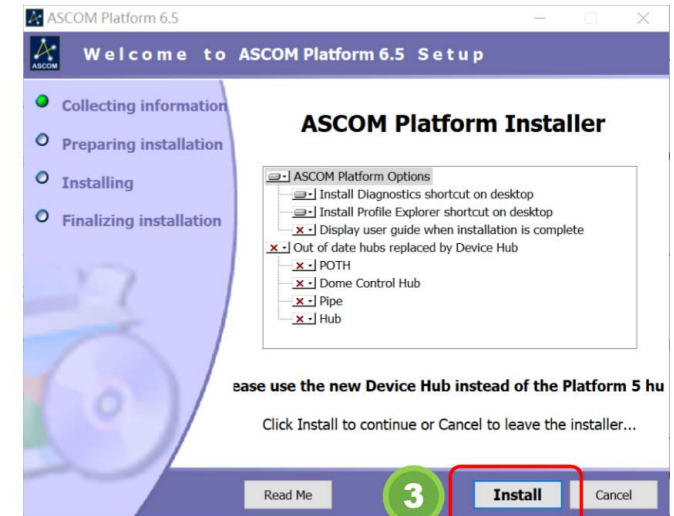 ASCOM Platform 6.5
ASCOM
Welcome to ASCOM Platform 6.5 Setup
Collecting information
Preparing installation
Installing
Finalizing installation
ASCOM Platform Installer
ASCOM Platform Options
Install Diagnostics shortcut on desktop
Install Profile Explorer shortcut on desktop
Display user guide when installation is complete
Out of date hubs replaced by Device Hub
POTH
Dome Control Hub
Pipe
Hub
ease use the new Device Hub instead of the Platform 5 hu
Click Install to continue or Cancel to leave the installer...
Read Me
3
Install
Cancel